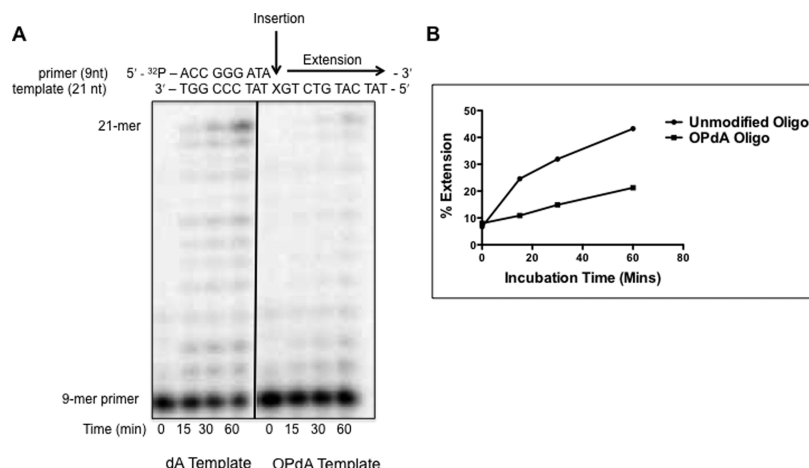 A
Insertion
Extension
primer (9nt) 5′ - ³²P – ACC GGG ATA - 3′
template (21 nt) 3′ – TGG CCC TAT XGT CTG TAC TAT - 5′
21-mer
9-mer primer
Time (min) 0 15 30 60 0 15 30 60
dA Template OPdA Template
B
% Extension
50
40
30
20
10
0
0 20 40 60 80
Incubation Time (Mins)
Unmodified Oligo
OPdA Oligo